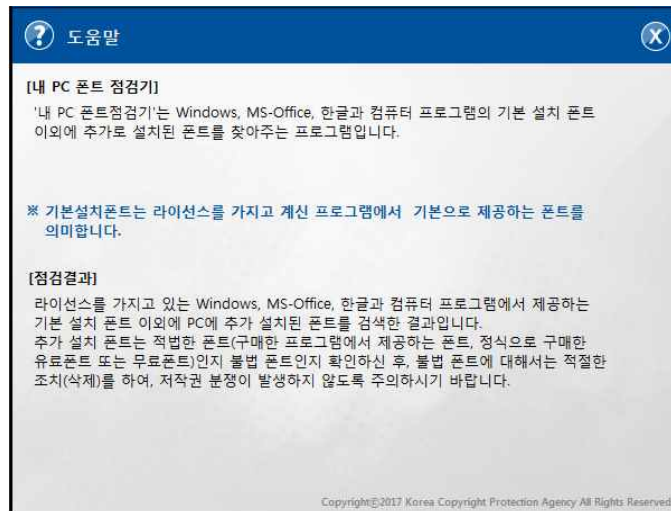 도움말
[내 PC 폰트 점검기]
'내 PC 폰트점검기'는 Windows, MS-Office, 한글과 컴퓨터 프로그램의 기본 설치 폰트
이외에 추가로 설치된 폰트를 찾아주는 프로그램입니다.
※ 기본설치폰트는 라이선스를 가지고 계신 프로그램에서 기본으로 제공하는 폰트를
의미합니다.
[점검결과]
라이선스를 가지고 있는 Windows, MS-Office, 한글과 컴퓨터 프로그램에서 제공하는
기본 설치 폰트 이외에 PC에 추가 설치된 폰트를 검색한 결과입니다.
추가 설치 폰트는 적법한 폰트(구매한 프로그램에서 제공하는 폰트, 정식으로 구매한
유료폰트 또는 무료폰트)인지 불법 폰트인지 확인하신 후, 불법 폰트에 대해서는 적절한
조치(삭제)를 하여, 저작권 분쟁이 발생하지 않도록 주의하시기 바랍니다.
Copyrightⓒ2017 Korea Copyright Protection Agency All Rights Reserved